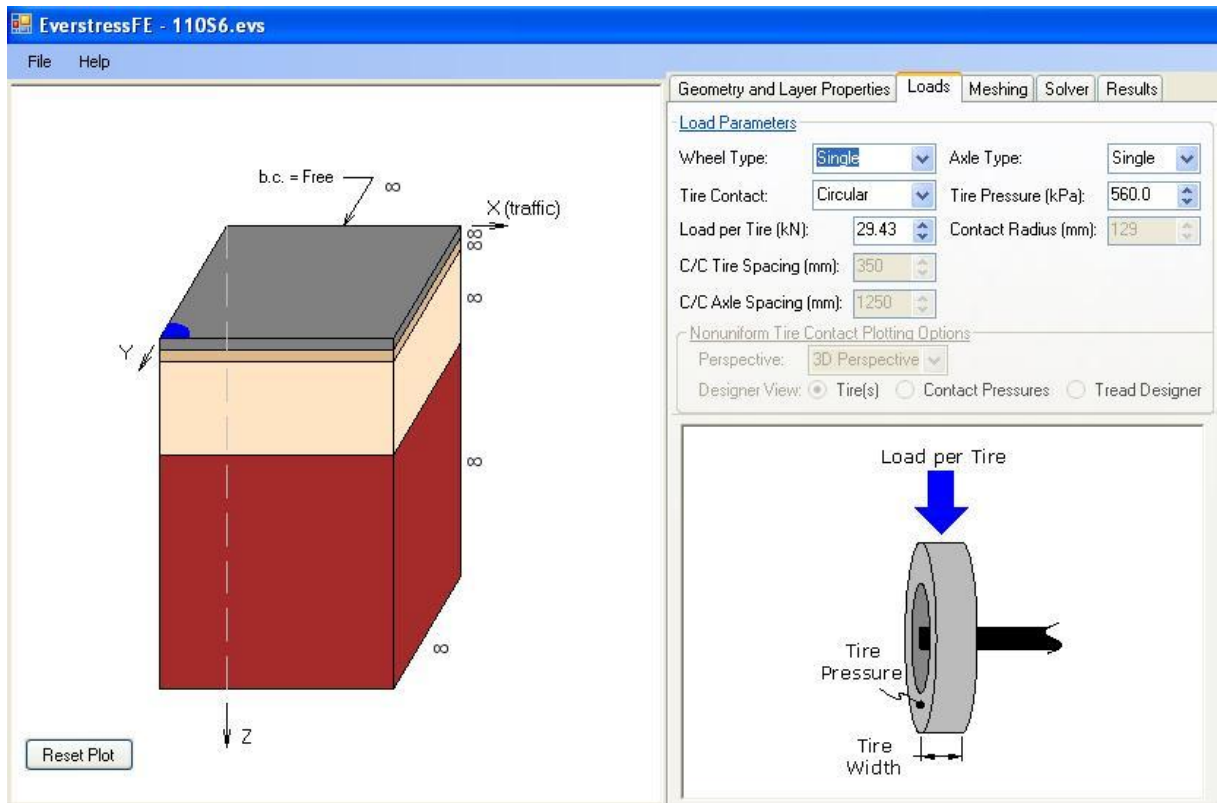 EverstressFE - 110S6.evs
File Help
b.c. = Free
∞
X (traffic)
∞
∞
∞
Y
∞
∞
Z
Reset Plot
Geometry and Layer Properties Loads Meshing Solver Results
Load Parameters
Wheel Type: Single Axle Type: Single
Tire Contact: Circular Tire Pressure (kPa): 560.0
Load per Tire (kN): 29.43 Contact Radius (mm): 129
C/C Tire Spacing (mm): 350
C/C Axle Spacing (mm): 1250
Nonuniform Tire Contact Plotting Options
Perspective: 3D Perspective
Designer View: Tire(s) Contact Pressures Tread Designer
Load per Tire
Tire
Pressure
Tire
Width